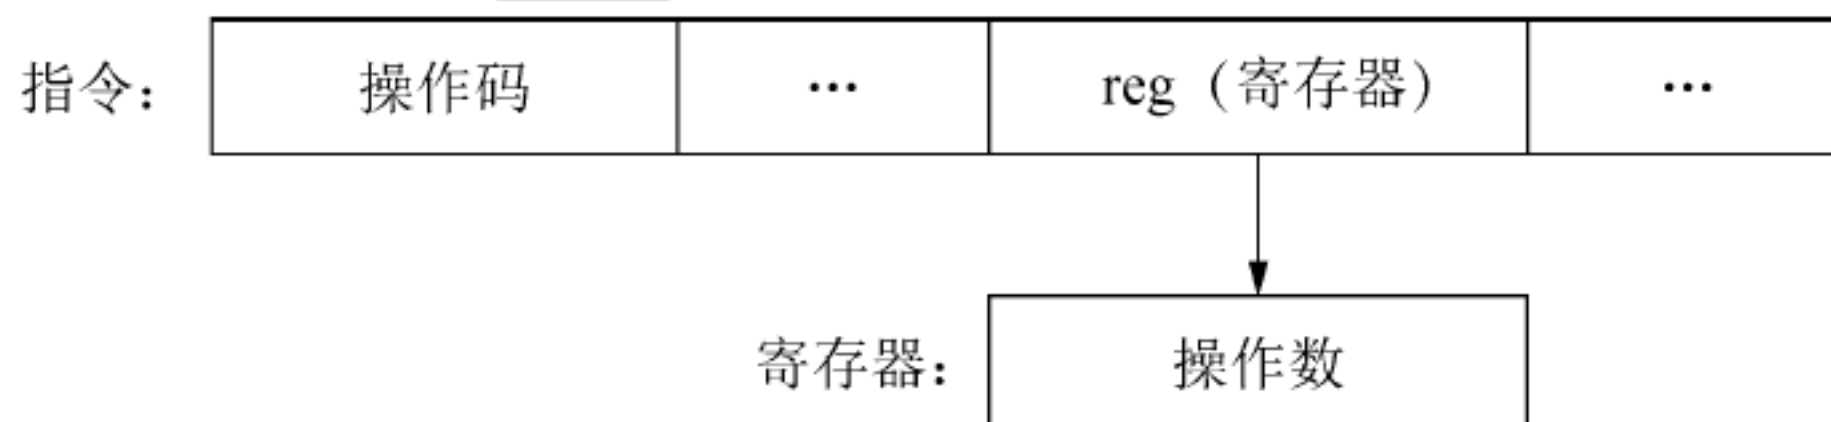 指令： 操作码 … reg（寄存器） …
寄存器： 操作数